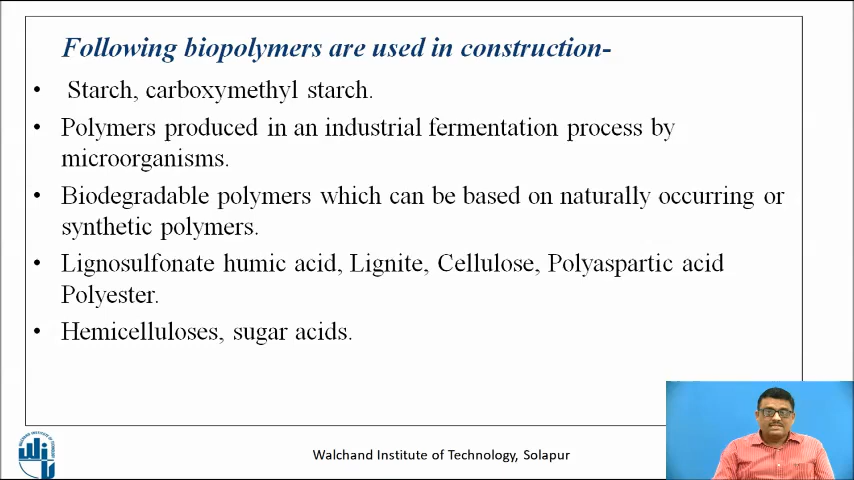 Following biopolymers are used in construction-
• Starch, carboxymethyl starch.
• Polymers produced in an industrial fermentation process by
microorganisms.
• Biodegradable polymers which can be based on naturally occurring or
synthetic polymers.
• Lignosulfonate humic acid, Lignite, Cellulose, Polyaspartic acid
Polyester.
• Hemicelluloses, sugar acids.
Walchand Institute of Technology, Solapur